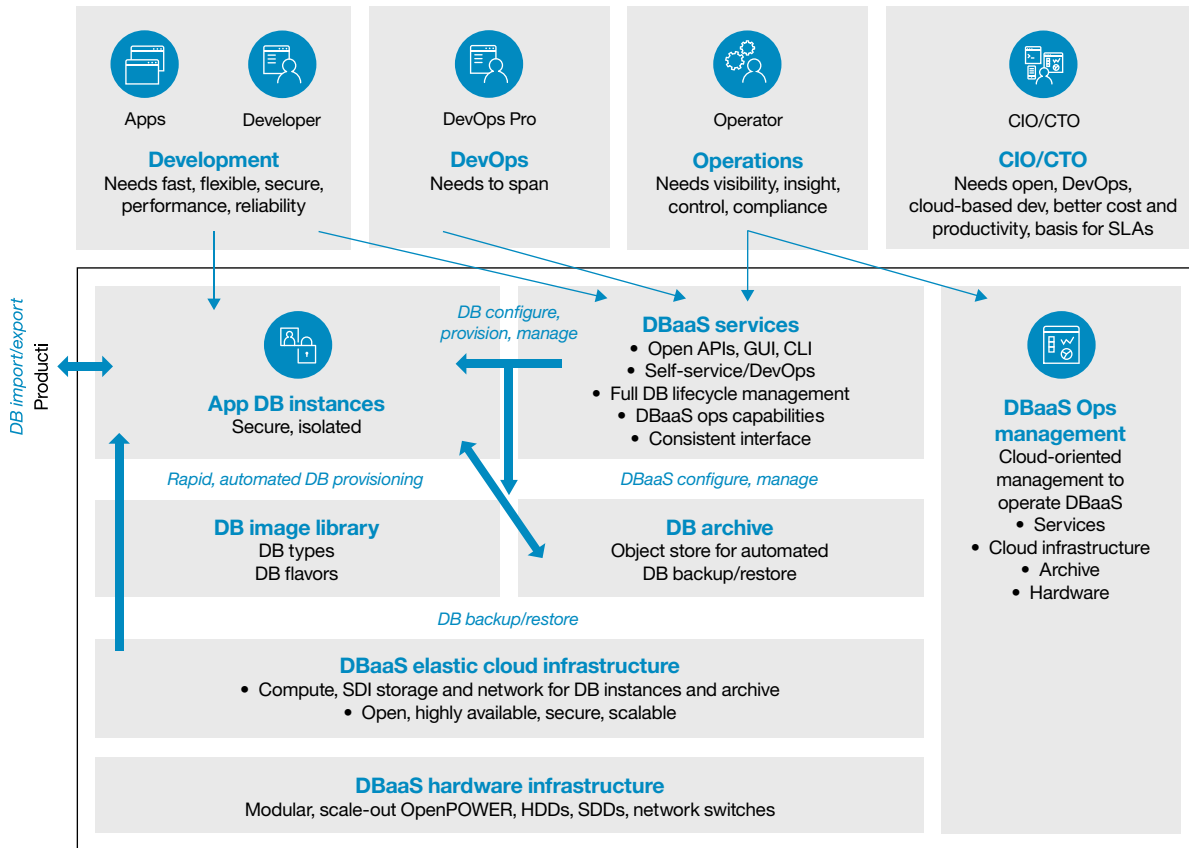 Apps
Developer
Development
Needs fast, flexible, secure,
performance, reliability
DevOps Pro
DevOps
Needs to span
Operator
Operations
Needs visibility, insight,
control, compliance
CIO/CTO
CIO/CTO
Needs open, DevOps,
cloud-based dev, better cost and
productivity, basis for SLAs
DB import/export
Producti
App DB instances
Secure, isolated
DB configure,
provision, manage
DBaaS services
• Open APIs, GUI, CLI
• Self-service/DevOps
• Full DB lifecycle management
• DBaaS ops capabilities
• Consistent interface
Rapid, automated DB provisioning
DBaaS configure, manage
DB image library
DB types
DB flavors
DB archive
Object store for automated
DB backup/restore
DB backup/restore
DBaaS elastic cloud infrastructure
• Compute, SDI storage and network for DB instances and archive
• Open, highly available, secure, scalable
DBaaS hardware infrastructure
Modular, scale-out OpenPOWER, HDDs, SDDs, network switches
DBaaS Ops
management
Cloud-oriented
management to
operate DBaaS
• Services
• Cloud infrastructure
• Archive
• Hardware